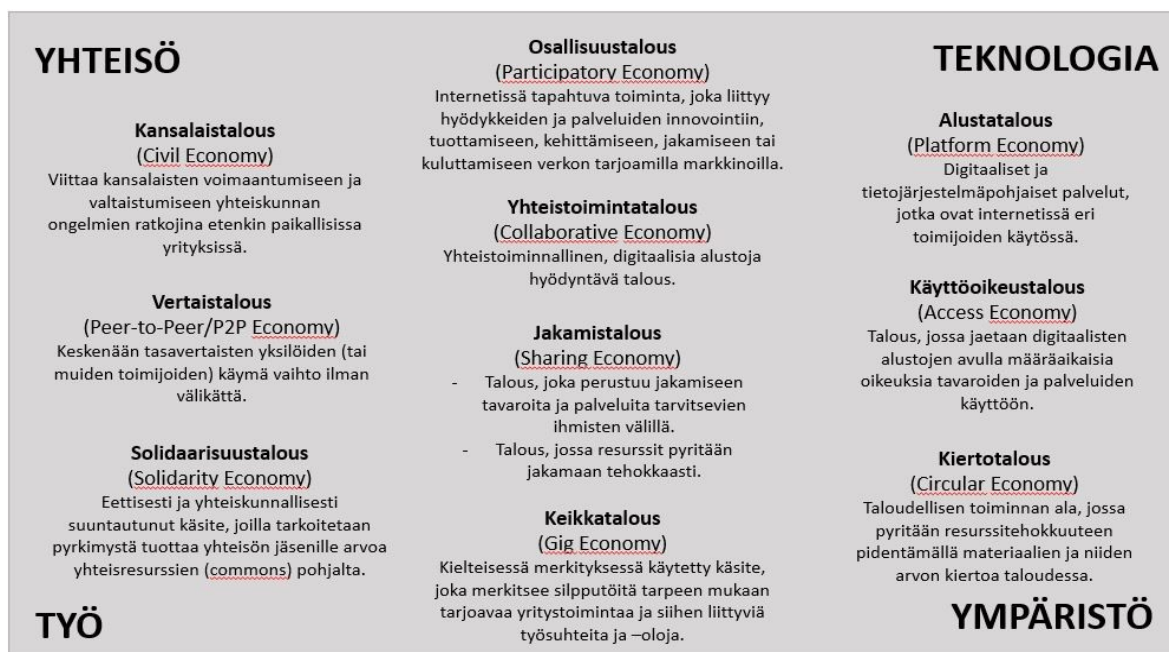 YHTEISÖ
Kansalaistalous
(Civil Economy)
Viittaa kansalaisten voimaantumiseen ja
valtaistumiseen yhteiskunnan
ongelmien ratkojina etenkin paikallisissa
yrityksissä.
Vertaistalous
(Peer-to-Peer/P2P Economy)
Keskenään tasavertaisten yksilöiden (tai
muiden toimijoiden) käymä vaihto ilman
välikättä.
Solidaarisuustalous
(Solidarity Economy)
Eettisesti ja yhteiskunnallisesti
suuntautunut käsite, joilla tarkoitetaan
pyrkimystä tuottaa yhteisön jäsenille arvoa
yhteisresurssien (commons) pohjalta.
TYÖ
Osallisuustalous
(Participatory Economy)
Internetissä tapahtuva toiminta, joka liittyy
hyödykkeiden ja palveluiden innovointiin,
tuottamiseen, kehittämiseen, jakamiseen tai
kuluttamiseen verkon tarjoamilla markkinoilla.
Yhteistoimintatalous
(Collaborative Economy)
Yhteistoiminnallinen, digitaalisia alustoja
hyödyntävä talous.
Jakamistalous
(Sharing Economy)
- Talous, joka perustuu jakamiseen
tavaroita ja palveluita tarvitsevien
ihmisten välillä.
- Talous, jossa resurssit pyritään
jakamaan tehokkaasti.
Keikkatalous
(Gig Economy)
Kielteisessä merkityksessä käytetty käsite,
joka merkitsee silpputöitä tarpeen mukaan
tarjoavaa yritystoimintaa ja siihen liittyviä
työsuhteita ja –oloja.
TEKNOLOGIA
Alustatalous
(Platform Economy)
Digitaaliset ja
tietojärjestelmäpohjaiset palvelut,
jotka ovat internetissä eri
toimijoiden käytössä.
Käyttöoikeustalous
(Access Economy)
Talous, jossa jaetaan digitaalisten
alustojen avulla määräaikaisia
oikeuksia tavaroiden ja palveluiden
käyttöön.
Kiertotalous
(Circular Economy)
Taloudellisen toiminnan ala, jossa
pyritään resurssitehokkuuteen
pidentämällä materiaalien ja niiden
arvon kiertoa taloudessa.
YMPÄRISTÖ